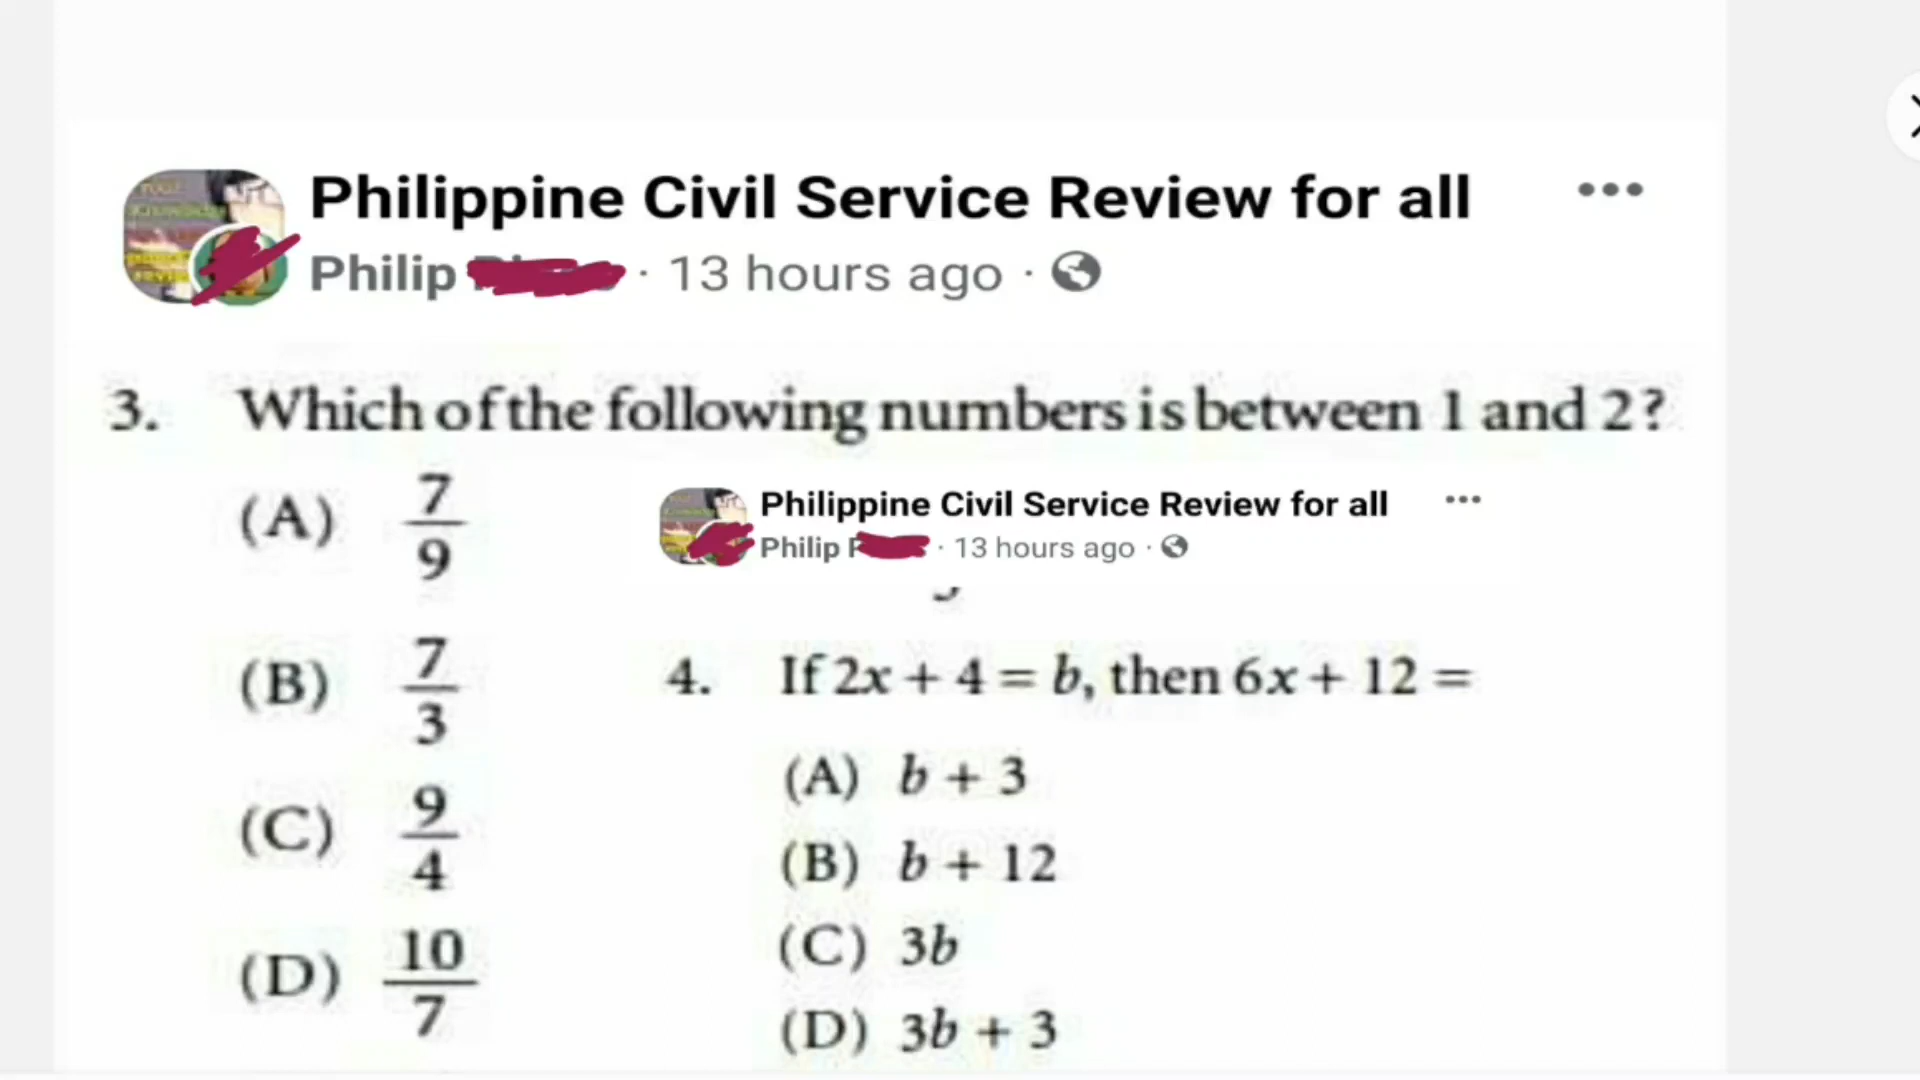 Philippine Civil Service Review for all
Philip · 13 hours ago ·
3. Which of the following numbers is between 1 and 2?
(A) 7/9
(B) 7/3
(C) 9/4
(D) 10/7
Philippine Civil Service Review for all
Philip · 13 hours ago ·
4. If 2x + 4 = b, then 6x + 12 =
(A) b + 3
(B) b + 12
(C) 3b
(D) 3b + 3